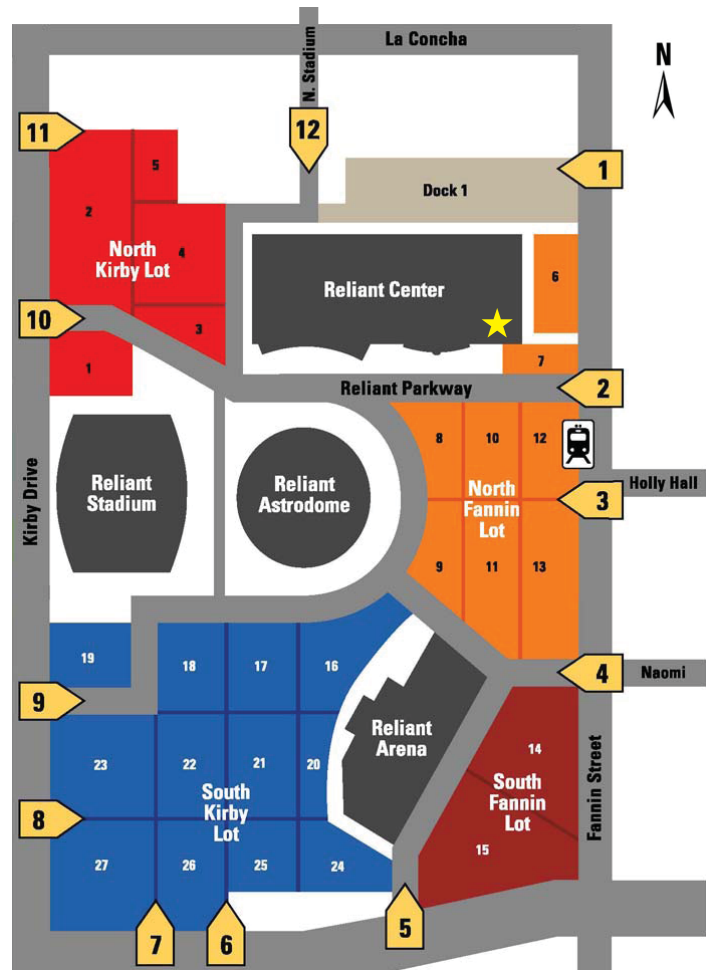 La Concha
N
N. Stadium
11
12
1
5
2
Dock 1
4
North
Kirby Lot
6
Reliant Center
10
3
7
1
Reliant Parkway
2
8
10
12
Reliant
Stadium
Reliant
Astrodome
North
Fannin
Lot
Holly Hall
3
Kirby Drive
9
11
13
19
18
17
16
4
Naomi
9
Reliant
Arena
14
23
22
21
20
South
Kirby
Lot
South
Fannin
Lot
Fannin Street
8
15
27
26
25
24
7
6
5